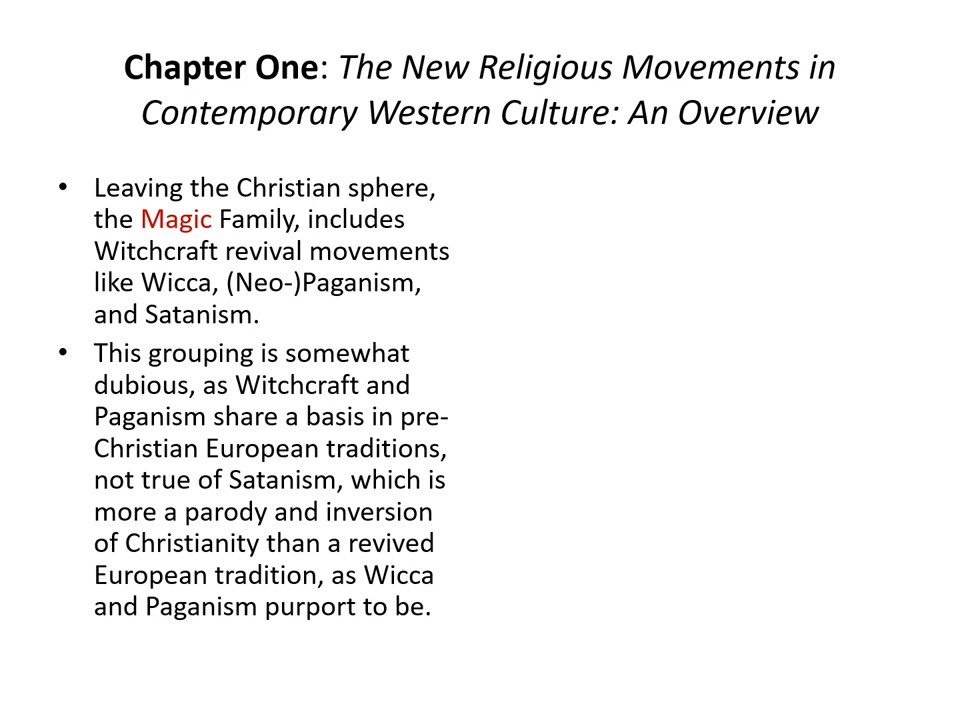 Chapter One: The New Religious Movements in
Contemporary Western Culture: An Overview
• Leaving the Christian sphere,
the Magic Family, includes
Witchcraft revival movements
like Wicca, (Neo-)Paganism,
and Satanism.
• This grouping is somewhat
dubious, as Witchcraft and
Paganism share a basis in pre-
Christian European traditions,
not true of Satanism, which is
more a parody and inversion
of Christianity than a revived
European tradition, as Wicca
and Paganism purport to be.